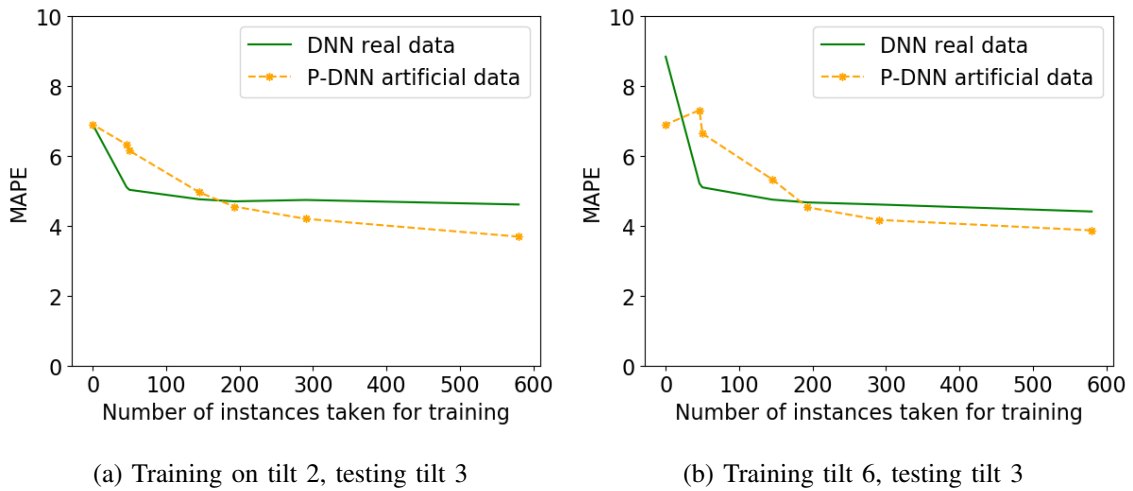 10
8
6
4
2
0
MAPE
DNN real data
P-DNN artificial data
0 100 200 300 400 500 600
Number of instances taken for training
(a) Training on tilt 2, testing tilt 3
10
8
6
4
2
0
MAPE
DNN real data
P-DNN artificial data
0 100 200 300 400 500 600
Number of instances taken for training
(b) Training tilt 6, testing tilt 3